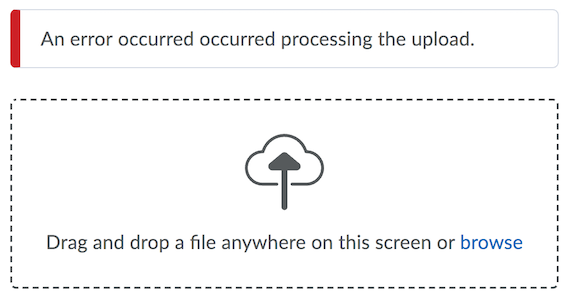 An error occurred occurred processing the upload.
Drag and drop a file anywhere on this screen or browse